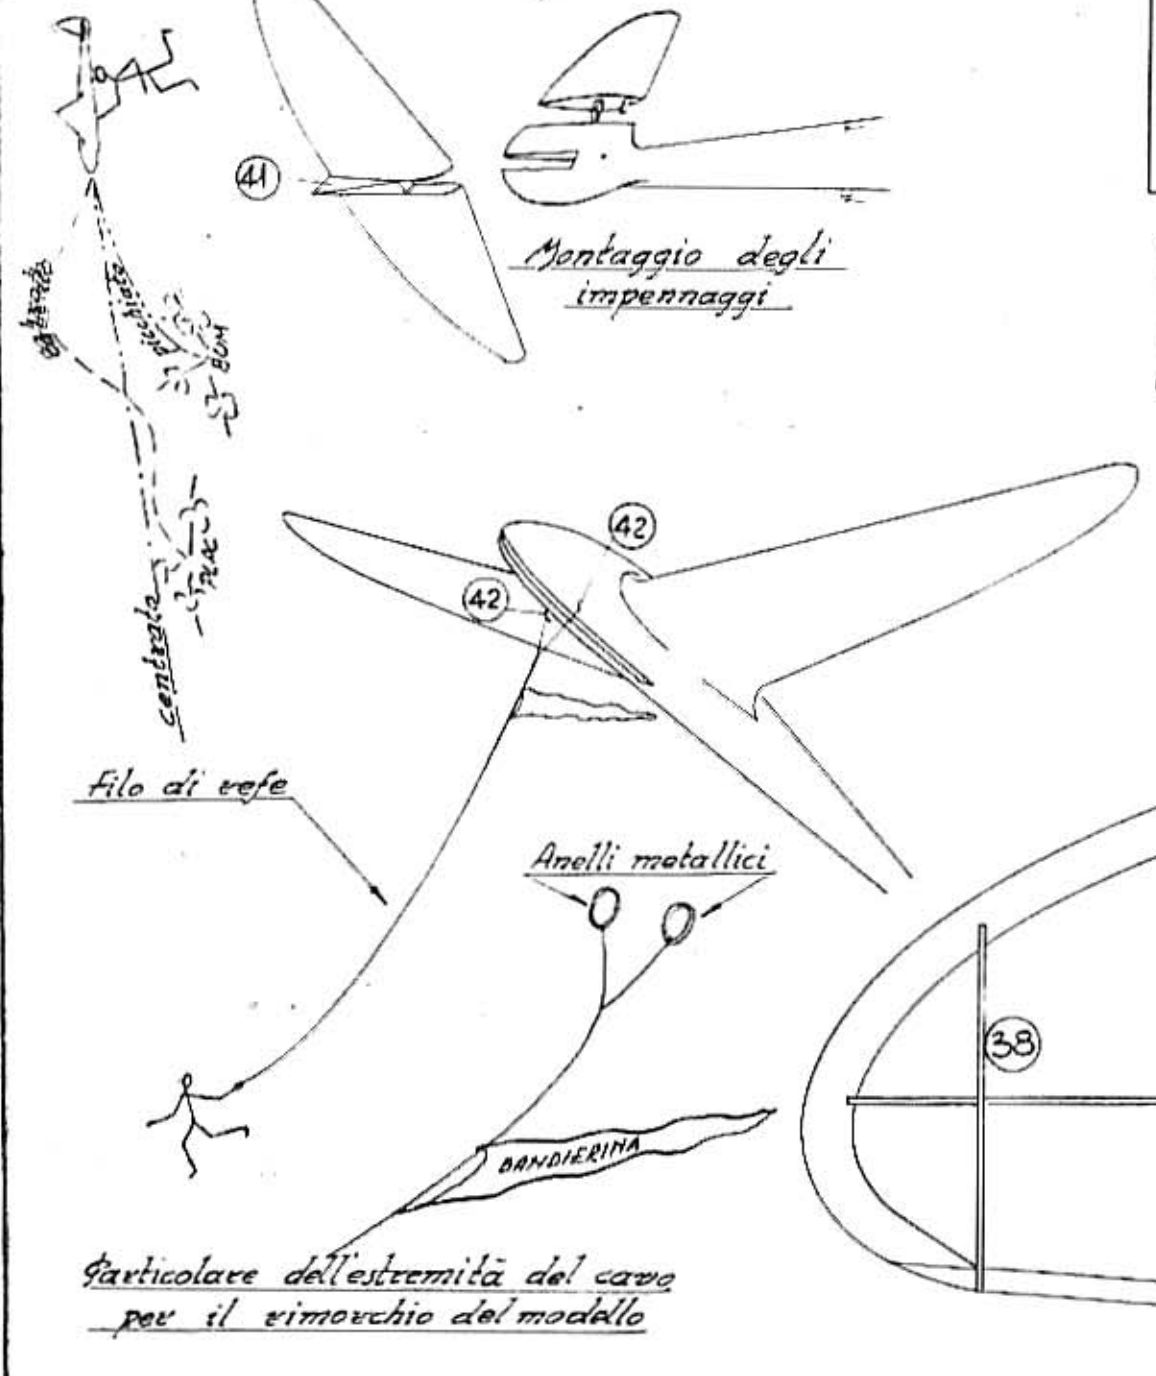 41
Montaggio degli
impennaggi
picchiata
BUM
PLAC
centrata
42
42
Filo di refe
Anelli metallici
38
BANDIERINA
Particolare dell'estremità del cavo
per il rimorchio del modello